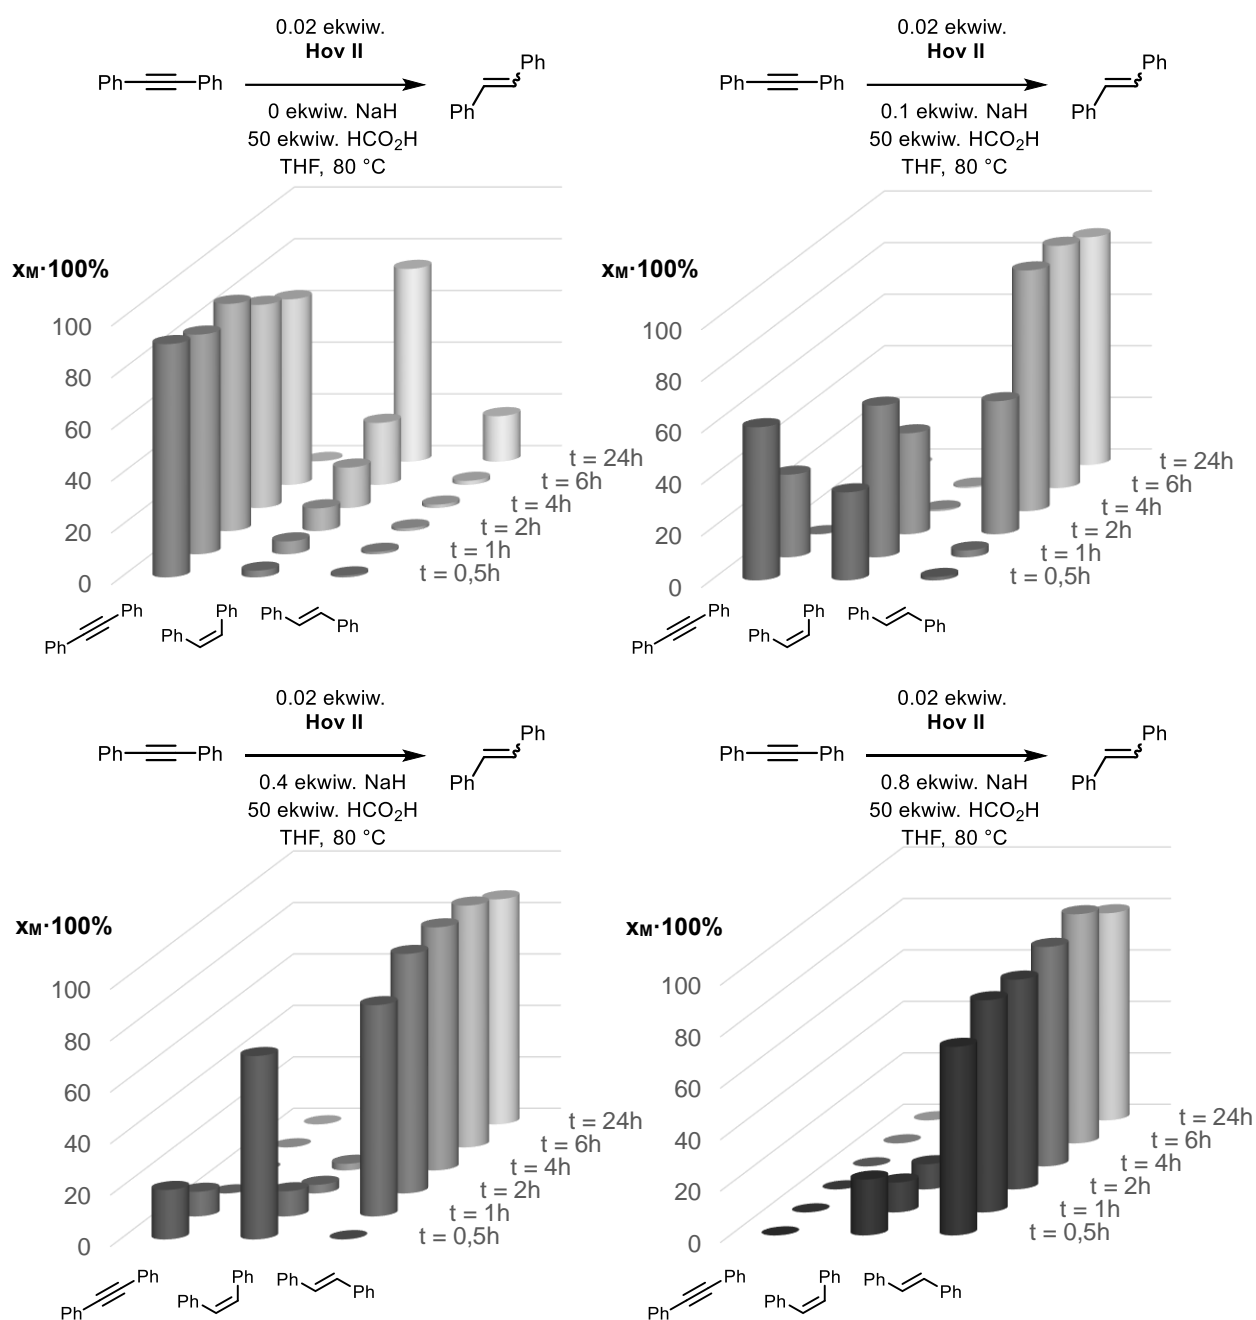 0.02 ekwiw.
Hov II
Ph
Ph
Ph
Ph
0 ekwiw. NaH
50 ekwiw. HCO2H
THF, 80 °C
0.02 ekwiw.
Hov II
Ph
Ph
Ph
Ph
0.1 ekwiw. NaH
50 ekwiw. HCO2H
THF, 80 °C
xM·100%
100
80
60
40
20
0
t = 24h
t = 6h
t = 4h
t = 2h
t = 1h
t = 0,5h
Ph
Ph
Ph
Ph
Ph
Ph
xM·100%
100
80
60
40
20
0
t = 24h
t = 6h
t = 4h
t = 2h
t = 1h
t = 0,5h
Ph
Ph
Ph
Ph
Ph
Ph
0.02 ekwiw.
Hov II
Ph
Ph
Ph
Ph
0.4 ekwiw. NaH
50 ekwiw. HCO2H
THF, 80 °C
0.02 ekwiw.
Hov II
Ph
Ph
Ph
Ph
0.8 ekwiw. NaH
50 ekwiw. HCO2H
THF, 80 °C
xM·100%
100
80
60
40
20
0
t = 24h
t = 6h
t = 4h
t = 2h
t = 1h
t = 0,5h
Ph
Ph
Ph
Ph
Ph
Ph
xM·100%
100
80
60
40
20
0
t = 24h
t = 6h
t = 4h
t = 2h
t = 1h
t = 0,5h
Ph
Ph
Ph
Ph
Ph
Ph